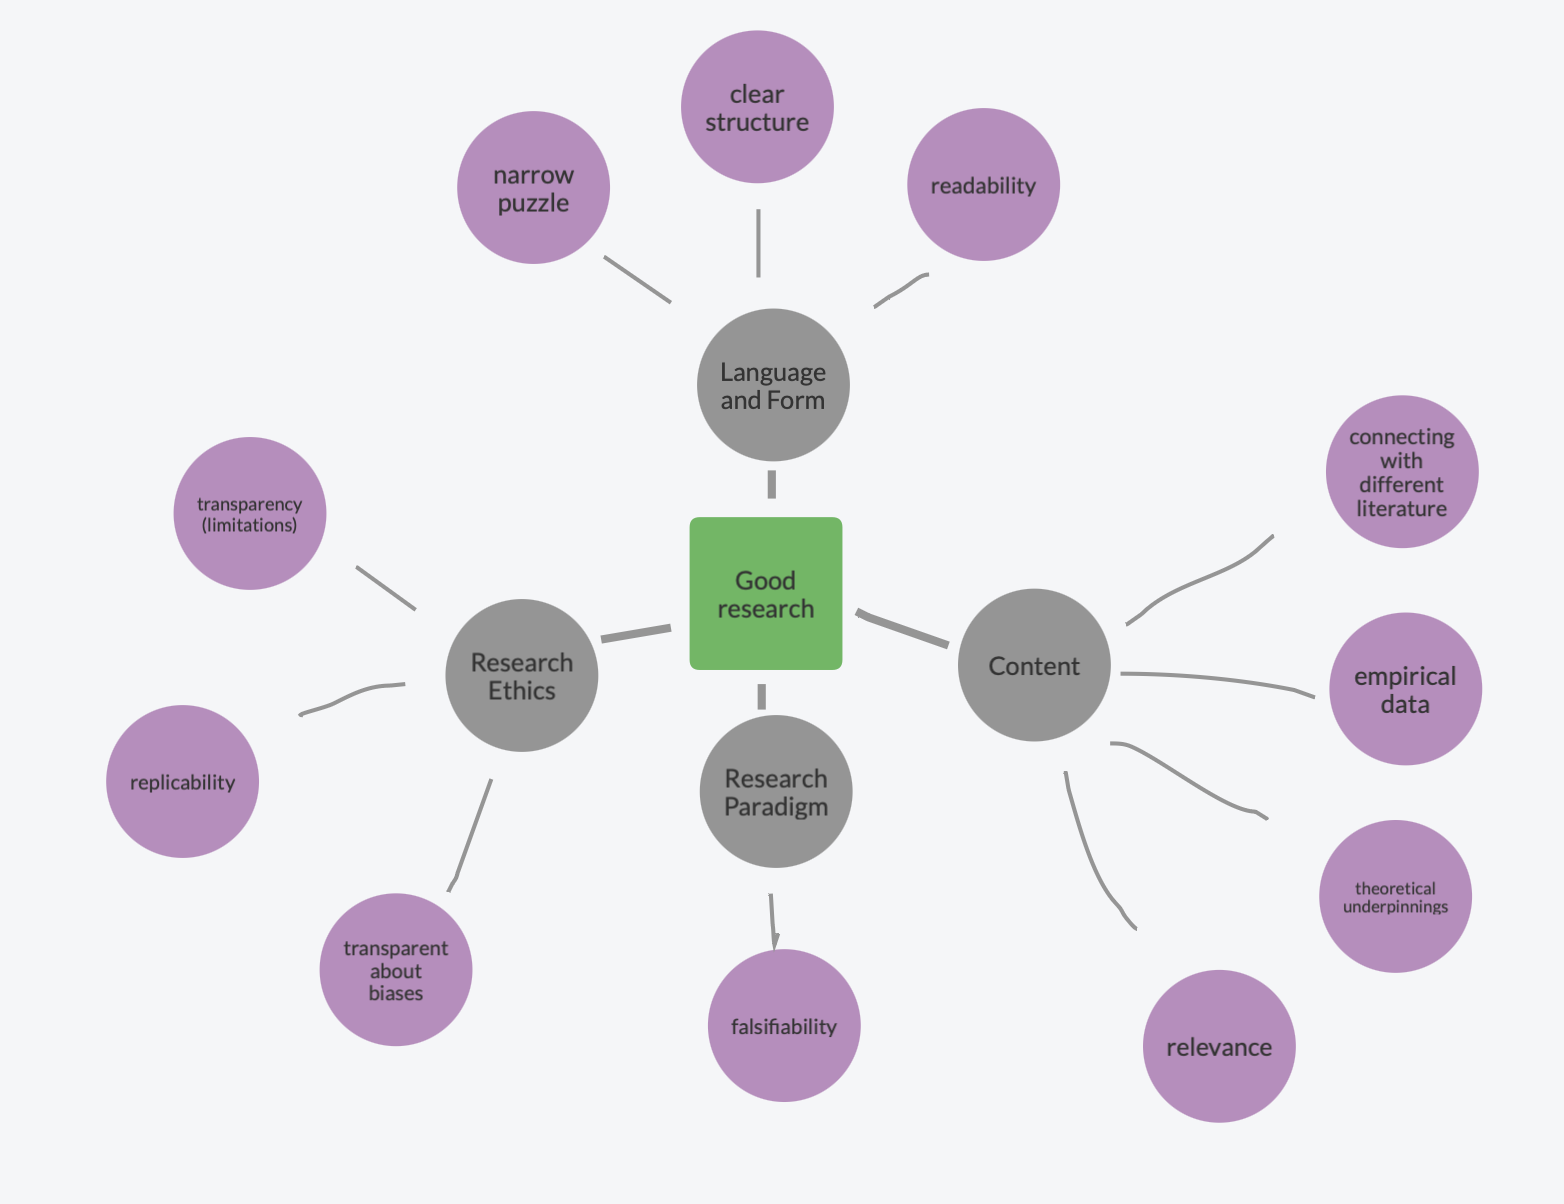 clear
structure
narrow
puzzle
readability
Language
and Form
connecting
with
different
literature
transparency
(limitations)
Good
research
Research
Ethics
Content
empirical
data
replicability
Research
Paradigm
theoretical
underpinnings
transparent
about
biases
falsifiability
relevance